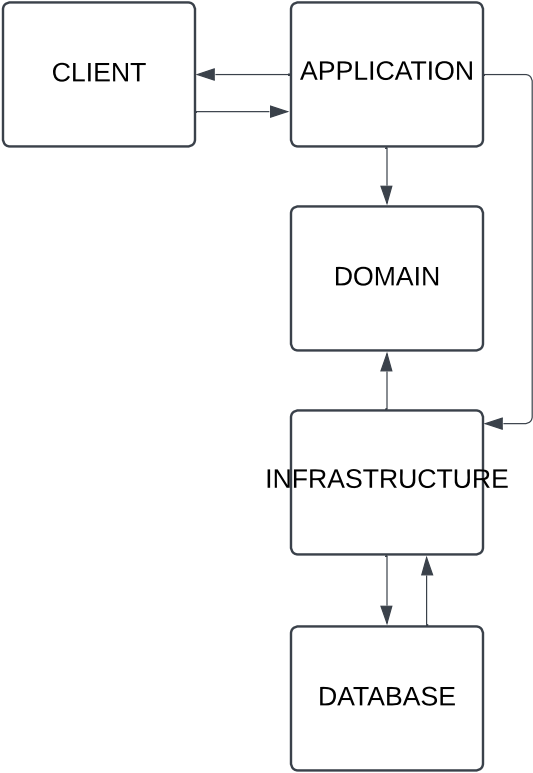 CLIENT
APPLICATION
DOMAIN
INFRASTRUCTURE
DATABASE